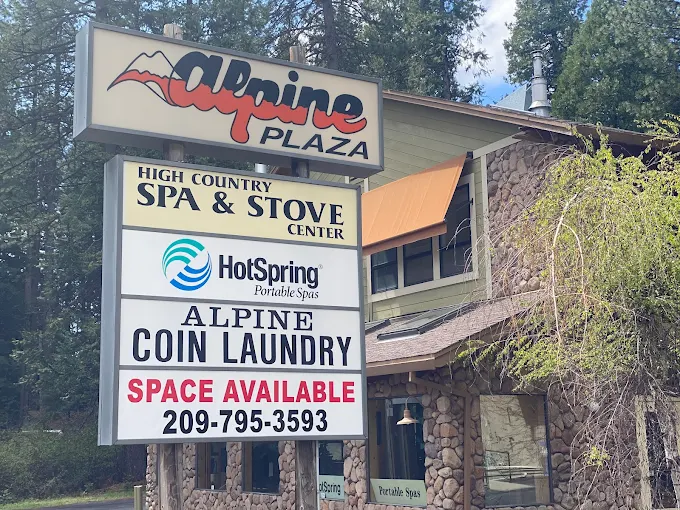 Alpine
PLAZA
HIGH COUNTRY
SPA & STOVE
CENTER
HotSpring®
Portable Spas
ALPINE
COIN LAUNDRY
SPACE AVAILABLE
209-795-3593
otSpring
Portable Spas